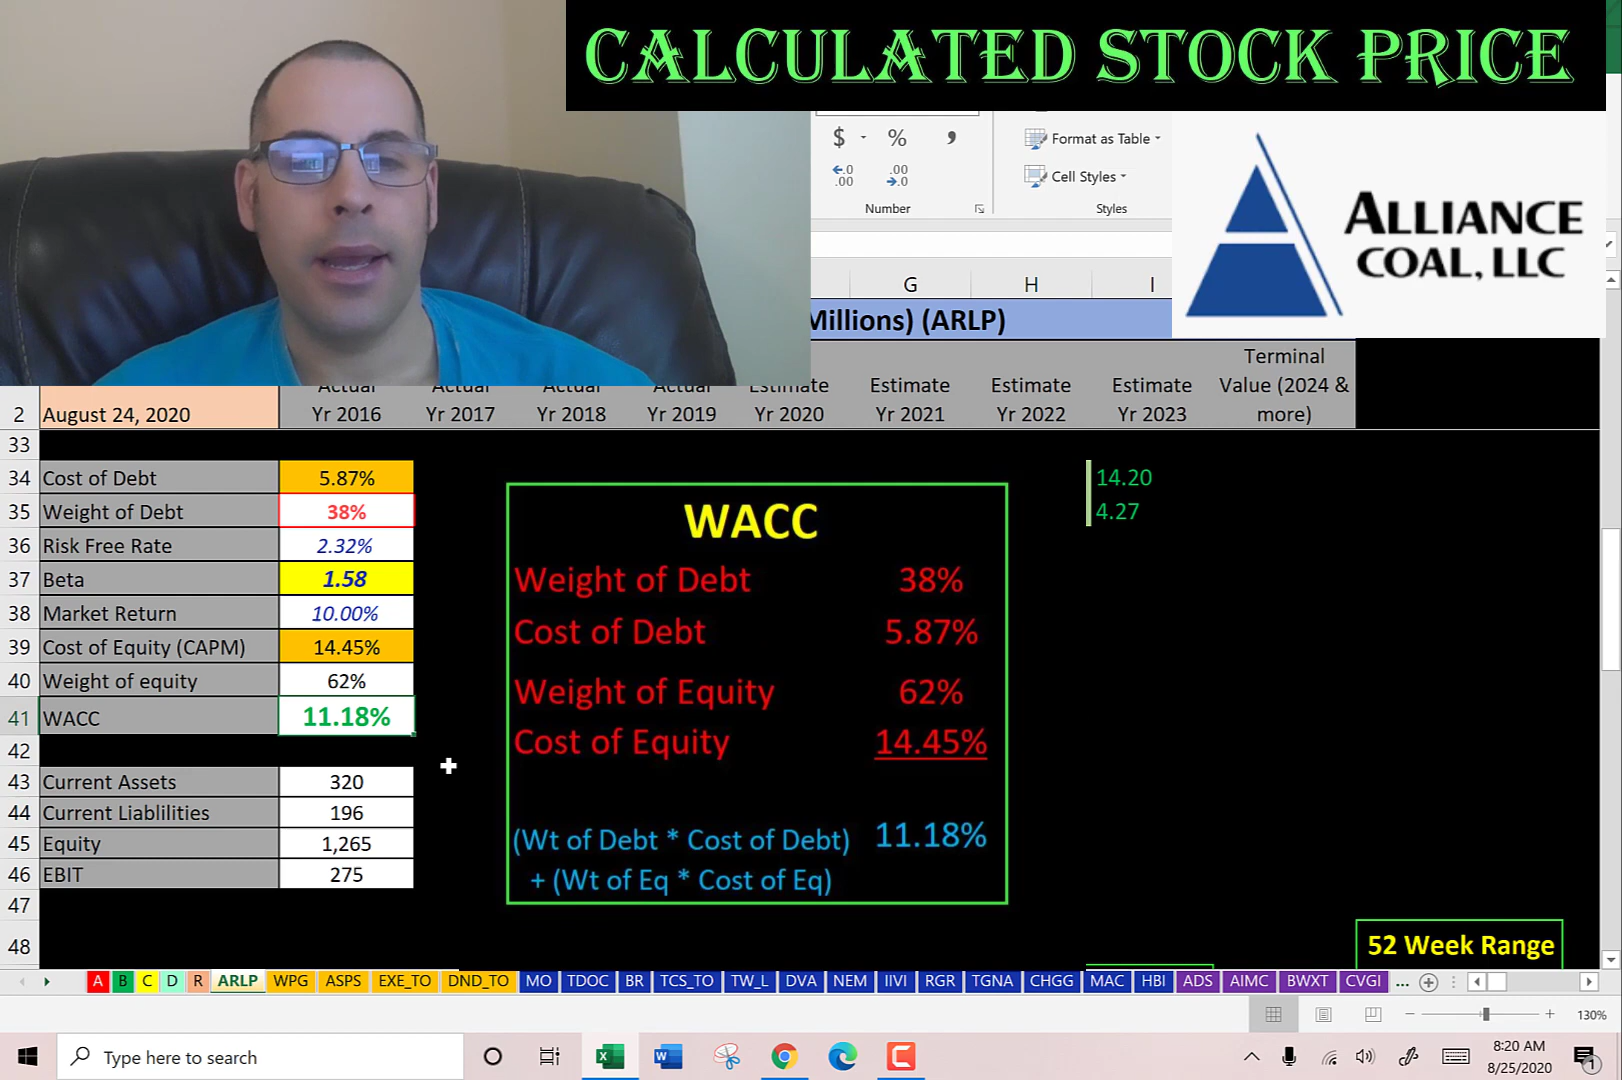 CALCULATED STOCK PRICE
$ % ,
Format as Table
Cell Styles
Number
Styles
ALLIANCE
COAL, LLC
G H I
Millions) (ARLP)
2 August 24, 2020
Actual Yr 2016
Actual Yr 2017
Actual Yr 2018
Actual Yr 2019
Estimate Yr 2020
Estimate Yr 2021
Estimate Yr 2022
Estimate Yr 2023
Terminal
Value (2024 &
more)
33
34 Cost of Debt 5.87%
35 Weight of Debt 38%
36 Risk Free Rate 2.32%
37 Beta 1.58
38 Market Return 10.00%
39 Cost of Equity (CAPM) 14.45%
40 Weight of equity 62%
41 WACC 11.18%
42
43 Current Assets 320
44 Current Liablilities 196
45 Equity 1,265
46 EBIT 275
47
48
WACC
Weight of Debt 38%
Cost of Debt 5.87%
Weight of Equity 62%
Cost of Equity 14.45%
(Wt of Debt * Cost of Debt) 11.18%
+ (Wt of Eq * Cost of Eq)
14.20
4.27
52 Week Range
A B C D R ARLP WPG ASPS EXE_TO DND_TO MO TDOC BR TCS_TO TW_L DVA NEM IIVI RGR TGNA CHGG MAC HBI ADS AIMC BWXT CVGI ...
130%
Type here to search
8:20 AM
8/25/2020
1